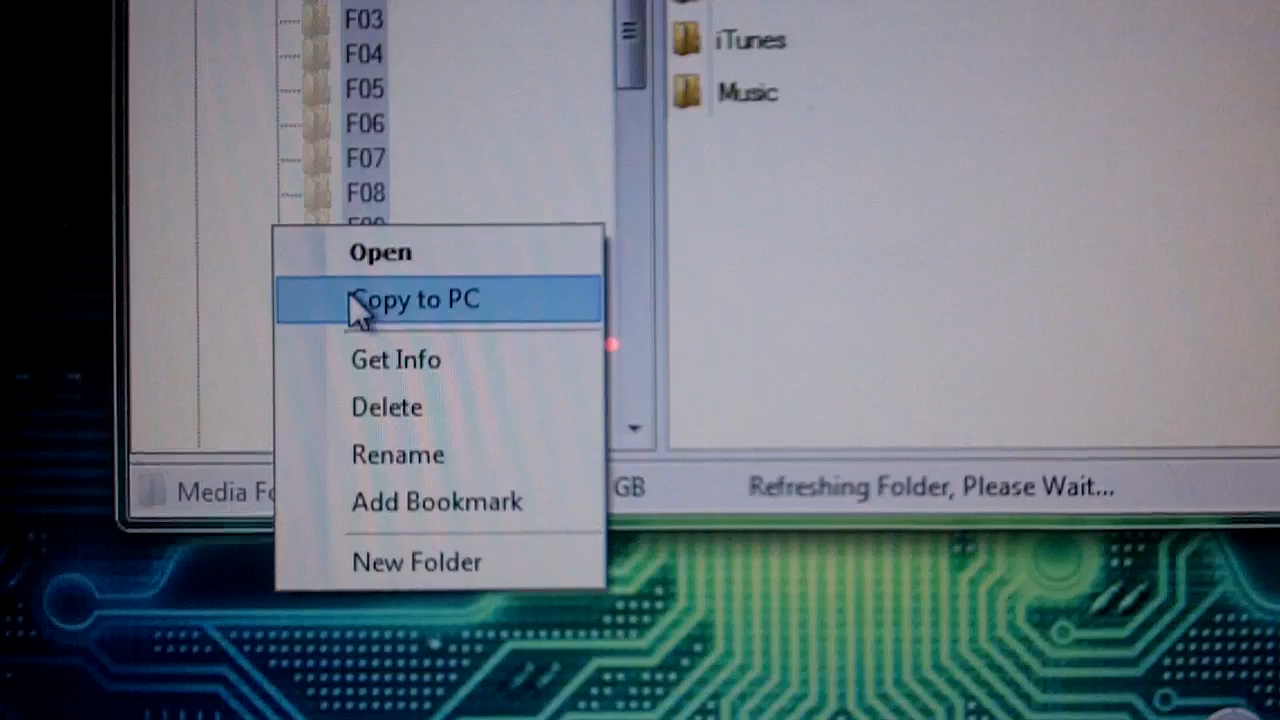 F03
F04
F05
F06
F07
F08
iTunes
Music
Open
Copy to PC
Get Info
Delete
Rename
Add Bookmark
New Folder
Media
GB
Refreshing Folder, Please Wait...